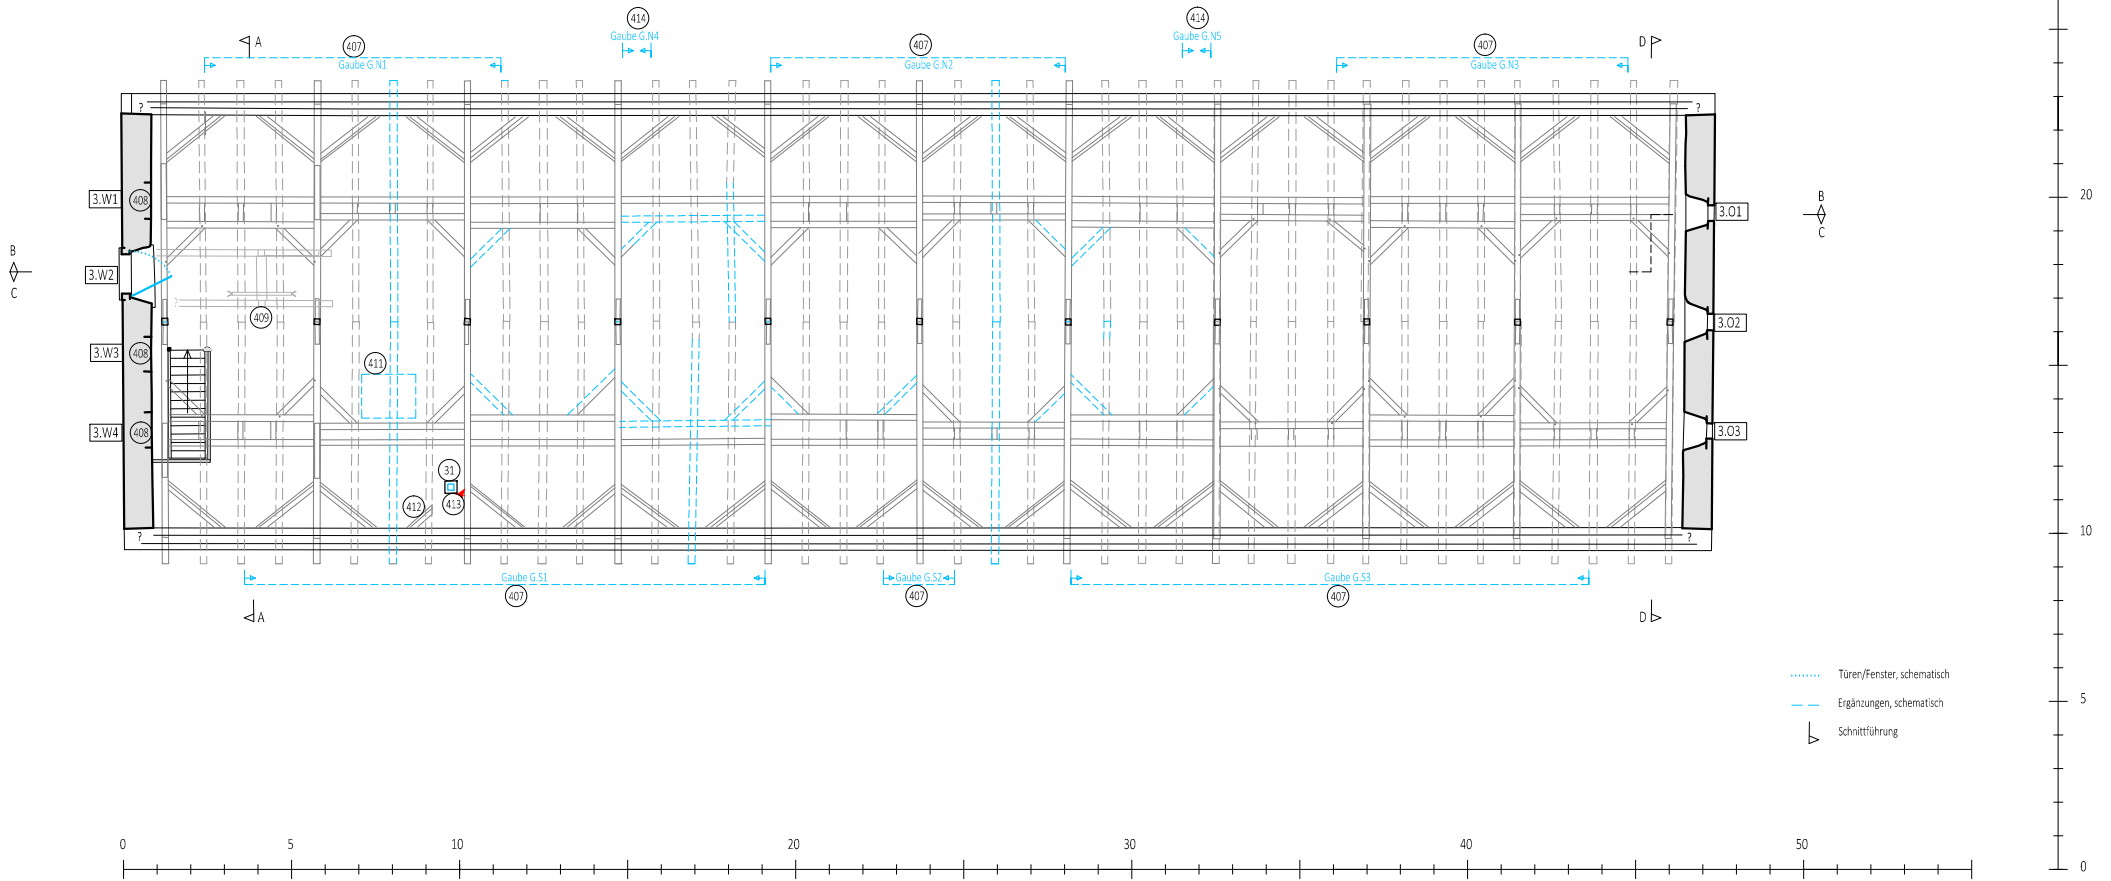 414
414
Gaube G.N4
Gaube G.N5
A
407
407
407
D
Gaube G.N1
Gaube G.N2
Gaube G.N3
?
?
3.W1
408
20
B
3.O1
C
B
3.W2
C
?
409
3.O2
3.W3
408
411
3.W4
408
3.O3
31
412
413
10
?
?
Gaube G.S1
Gaube G.S2
Gaube G.S3
407
407
407
A
D
Türen/Fenster, schematisch
5
Ergänzungen, schematisch
Schnittführung
0 5 10 20 30 40 50
0